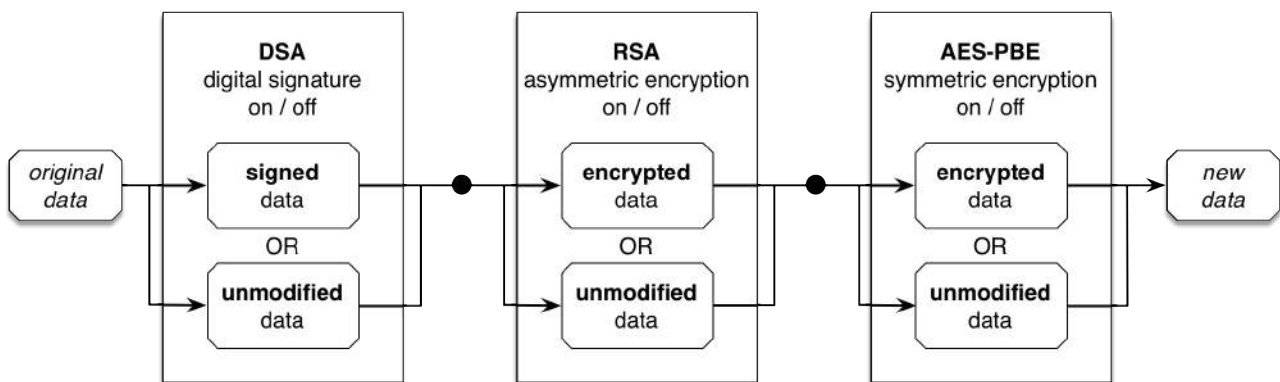 original
data
DSA
digital signature
on / off
signed
data
OR
unmodified
data
RSA
asymmetric encryption
on / off
encrypted
data
OR
unmodified
data
AES-PBE
symmetric encryption
on / off
encrypted
data
OR
unmodified
data
new
data